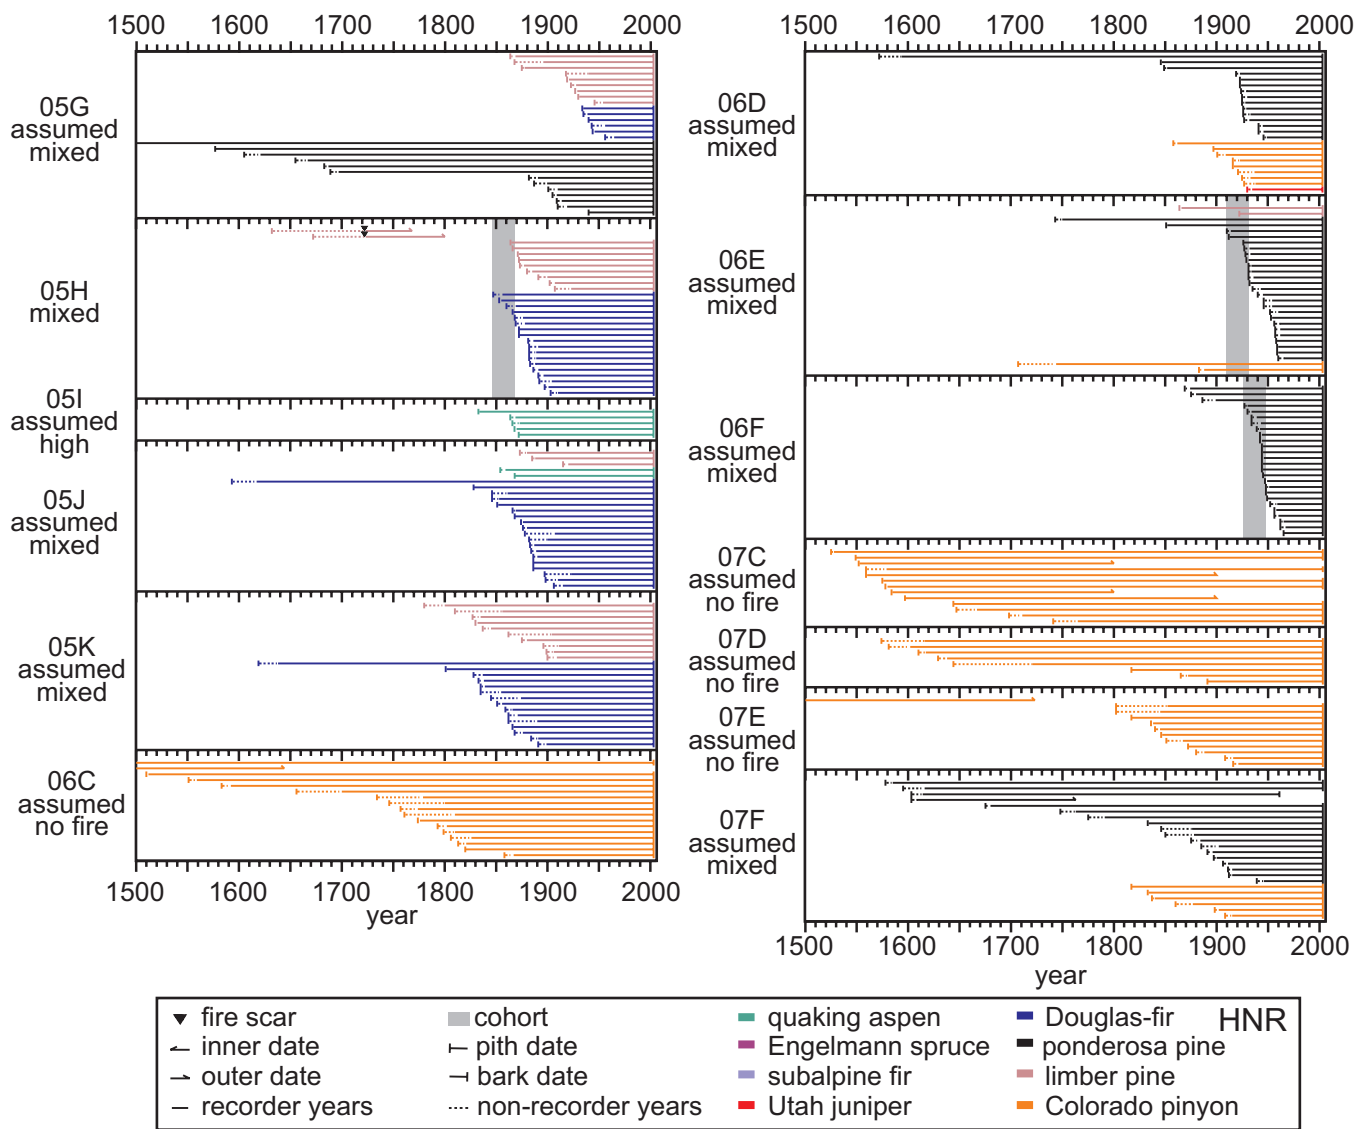 1500 1600 1700 1800 1900 2000
05G
assumed
mixed
05H
mixed
05I
assumed
high
05J
assumed
mixed
05K
assumed
mixed
06C
assumed
no fire
1500 1600 1700 1800 1900 2000
year
1500 1600 1700 1800 1900 2000
06D
assumed
mixed
06E
assumed
mixed
06F
assumed
mixed
07C
assumed
no fire
07D
assumed
no fire
07E
assumed
no fire
07F
assumed
mixed
1500 1600 1700 1800 1900 2000
year
fire scar
inner date
outer date
recorder years
cohort
pith date
bark date
non-recorder years
quaking aspen
Engelmann spruce
subalpine fir
Utah juniper
Douglas-fir
ponderosa pine
limber pine
Colorado pinyon
HNR